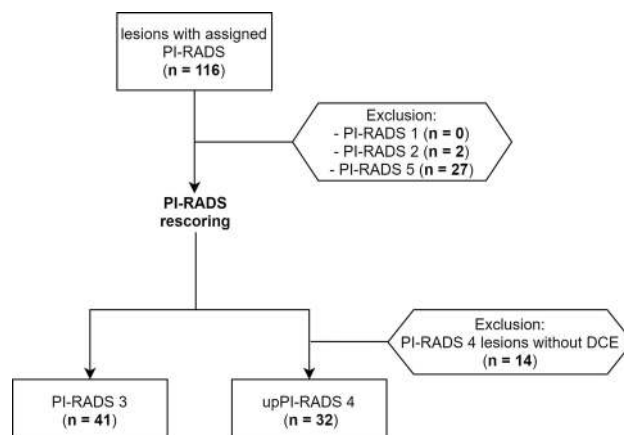 lesions with assigned
PI-RADS
(n = 116)
Exclusion:
- PI-RADS 1 (n = 0)
- PI-RADS 2 (n = 2)
- PI-RADS 5 (n = 27)
PI-RADS
rescoring
Exclusion:
PI-RADS 4 lesions without DCE
(n = 14)
PI-RADS 3
(n = 41)
upPI-RADS 4
(n = 32)